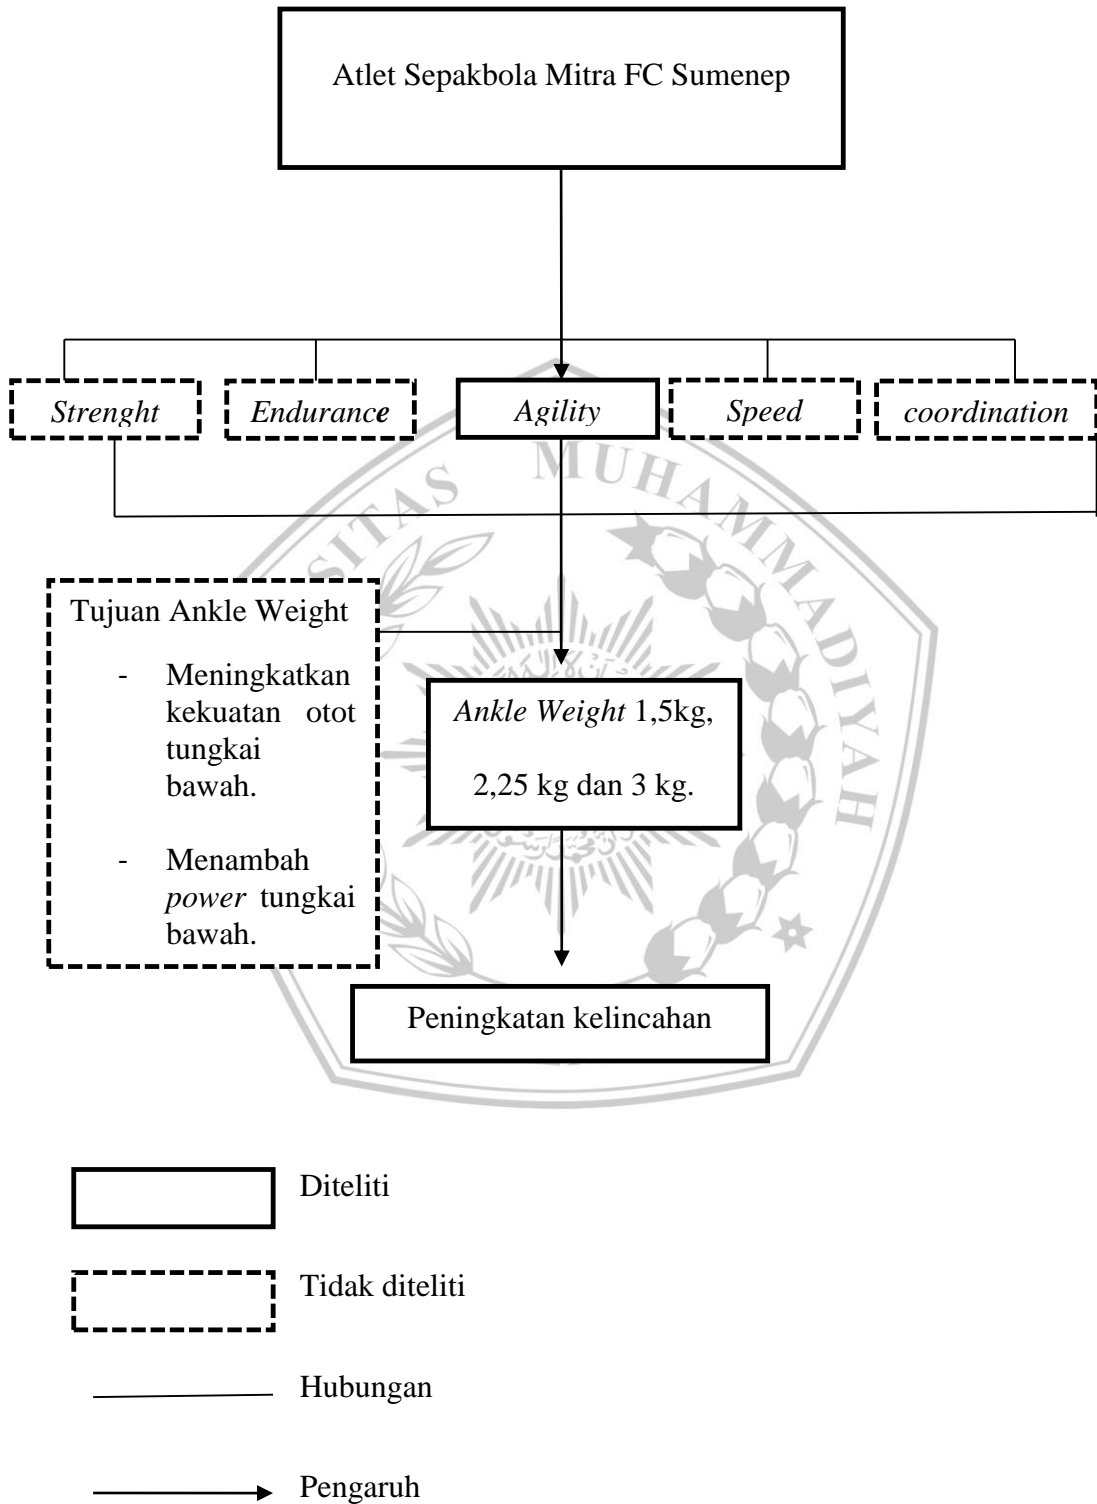 Atlet Sepakbola Mitra FC Sumenep
Strenght
Endurance
Agility
Speed
coordination
SITAS MUHAMMADIYAH
Tujuan Ankle Weight
- Meningkatkan
kekuatan otot
tungkai
bawah.
- Menambah
power tungkai
bawah.
Ankle Weight 1,5kg,
2,25 kg dan 3 kg.
Peningkatan kelincahan
Diteliti
Tidak diteliti
Hubungan
Pengaruh